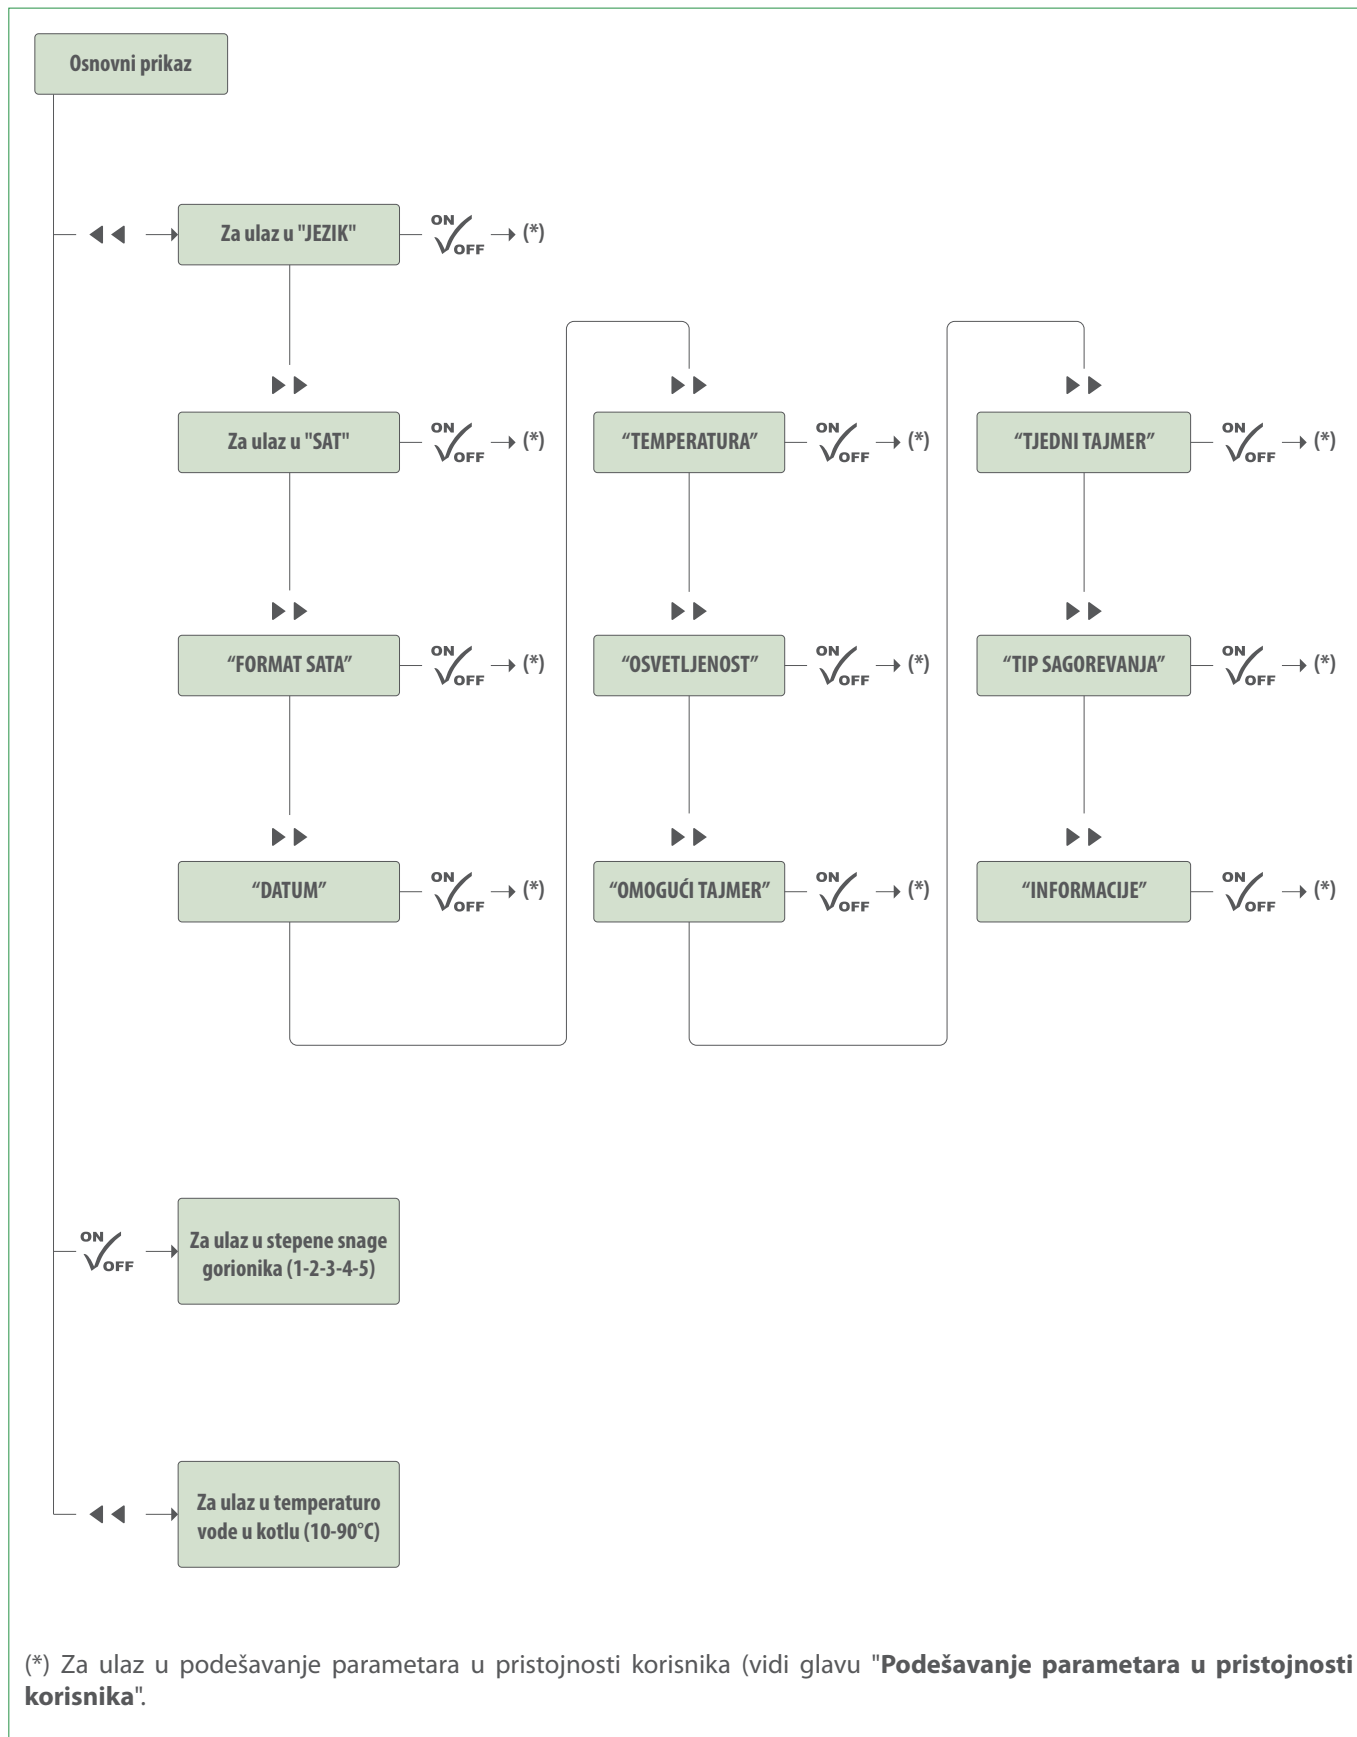 Osnovni prikaz
Za ulaz u "JEZIK"
ON
OFF
(*)
Za ulaz u "SAT"
ON
OFF
(*)
“FORMAT SATA”
ON
OFF
(*)
“DATUM”
ON
OFF
(*)
“TEMPERATURA”
ON
OFF
(*)
“OSVETLJENOST”
ON
OFF
(*)
“OMOGUĆI TAJMER”
ON
OFF
(*)
“TJEDNI TAJMER”
ON
OFF
(*)
“TIP SAGOREVANJA”
ON
OFF
(*)
“INFORMACIJE”
ON
OFF
(*)
ON
OFF
Za ulaz u stepene snage
gorionika (1-2-3-4-5)
Za ulaz u temperaturo
vode u kotlu (10-90°C)
(*) Za ulaz u podešavanje parametara u pristojnosti korisnika (vidi glavu "Podešavanje parametara u pristojnosti
korisnika".